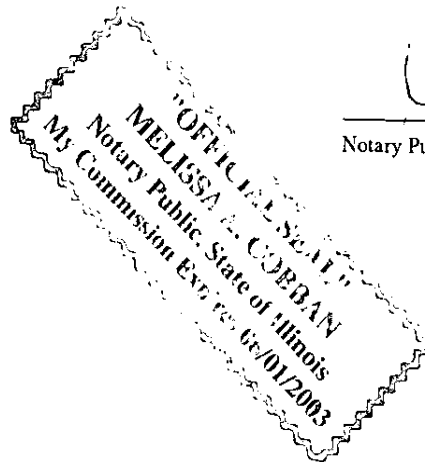 Notary Pu
"OFFICIAL SEAL"
MELISSA A. CORBAN
Notary Public, State of Illinois
My Commission Expires 06/01/2003